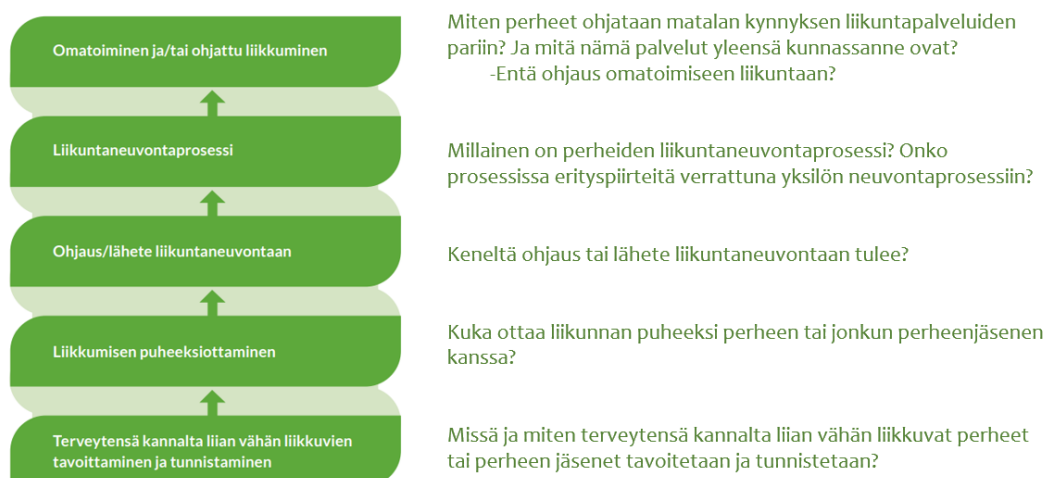 Omatoiminen ja/tai ohjattu liikkuminen
Miten perheet ohjataan matalan kynnyksen liikuntapalveluiden
pariin? Ja mitä nämä palvelut yleensä kunnassanne ovat?
-Entä ohjaus omatoimiseen liikuntaan?
Liikuntaneuvontaprosessi
Millainen on perheiden liikuntaneuvontaprosessi? Onko
prosessissa erityispiirteitä verrattuna yksilön neuvontaprosessiin?
Ohjaus/lähete liikuntaneuvontaan
Keneltä ohjaus tai lähete liikuntaneuvontaan tulee?
Liikkumisen puheeksiottaminen
Kuka ottaa liikunnan puheeksi perheen tai jonkun perheenjäsenen
kanssa?
Terveytensä kannalta liian vähän liikkuvien
tavoittaminen ja tunnistaminen
Missä ja miten terveytensä kannalta liian vähän liikkuvat perheet
tai perheen jäsenet tavoitetaan ja tunnistetaan?